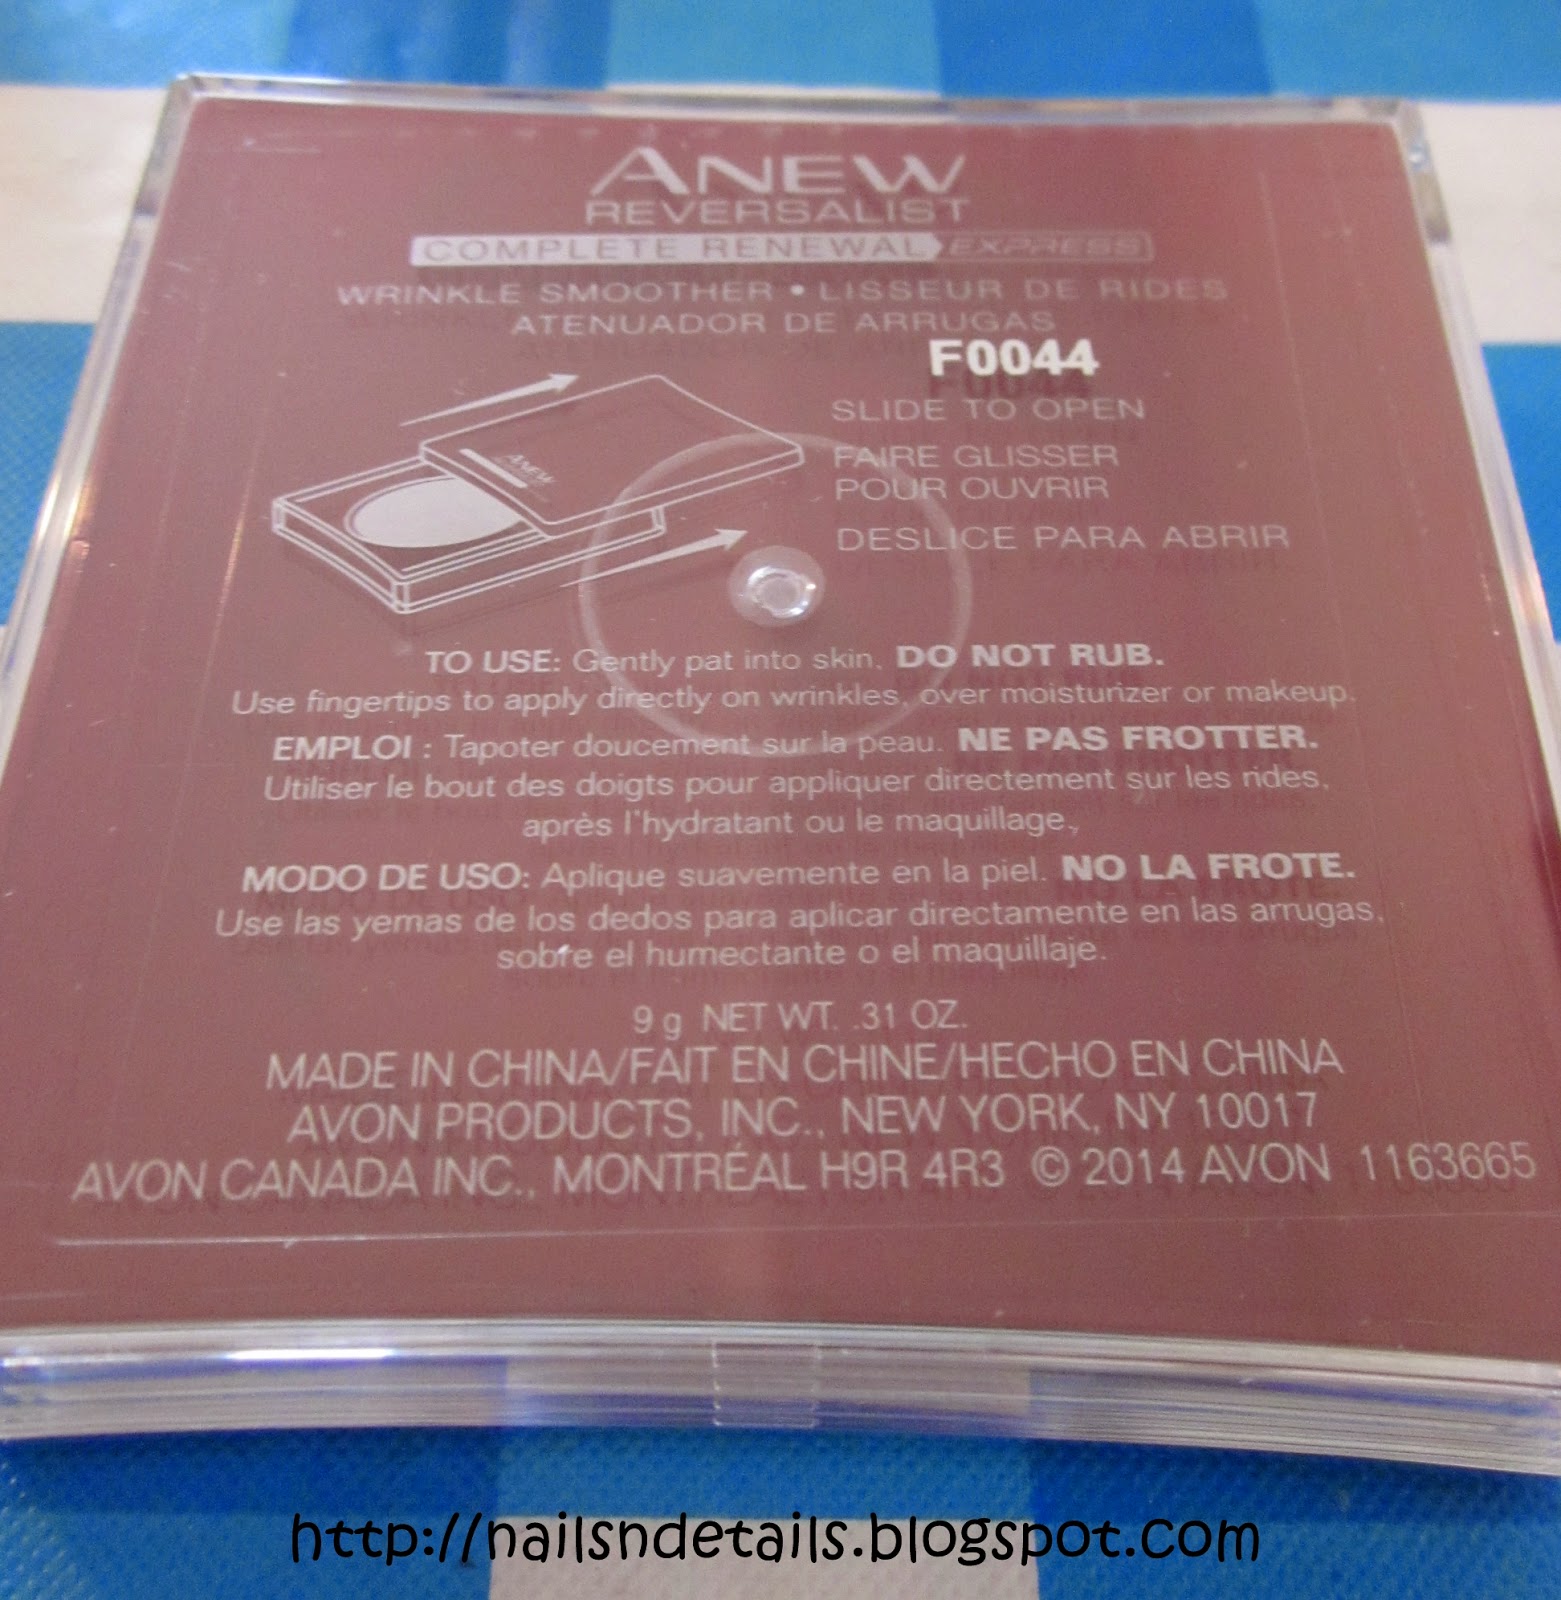 ANEW
REVERSALIST
COMPLETE RENEWAL EXPRESS
WRINKLE SMOOTHER • LISSEUR DE RIDES
ATENUADOR DE ARRUGAS
F0044
SLIDE TO OPEN
FAIRE GLISSER
POUR OUVRIR
DESLICE PARA ABRIR
ANEW
TO USE: Gently pat into skin. DO NOT RUB.
Use fingertips to apply directly on wrinkles, over moisturizer or makeup.
EMPLOI : Tapoter doucement sur la peau. NE PAS FROTTER.
Utiliser le bout des doigts pour appliquer directement sur les rides,
après l'hydratant ou le maquillage.
MODO DE USO: Aplique suavemente en la piel. NO LA FROTE.
Use las yemas de los dedos para aplicar directamente en las arrugas,
sobre el humectante o el maquillaje.
9 g NET WT. .31 OZ.
MADE IN CHINA/FAIT EN CHINE/HECHO EN CHINA
AVON PRODUCTS, INC., NEW YORK, NY 10017
AVON CANADA INC., MONTRÉAL H9R 4R3 © 2014 AVON 1163665
http://nailsndetails.blogspot.com